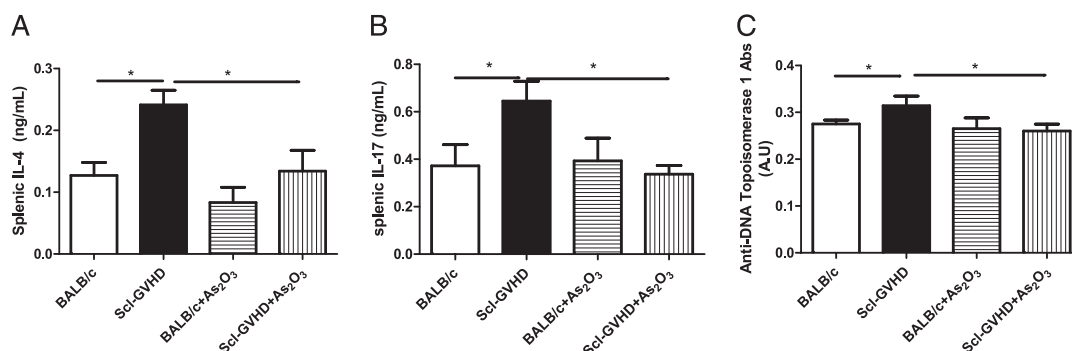 A
B
C
Splenic IL-4 (ng/mL)
0.3
0.2
0.1
0.0
*
*
BALB/c
Scl-GVHD
BALB/c+As₂O₃
Scl-GVHD+As₂O₃
splenic IL-17 (ng/mL)
0.8
0.6
0.4
0.2
0.0
*
*
BALB/c
Scl-GVHD
BALB/c+As₂O₃
Scl-GVHD+As₂O₃
Anti-DNA Topoisomerase 1 Abs
(A.U)
0.4
0.3
0.2
0.1
0.0
*
*
BALB/c
Scl-GVHD
BALB/c+As₂O₃
Scl-GVHD+As₂O₃